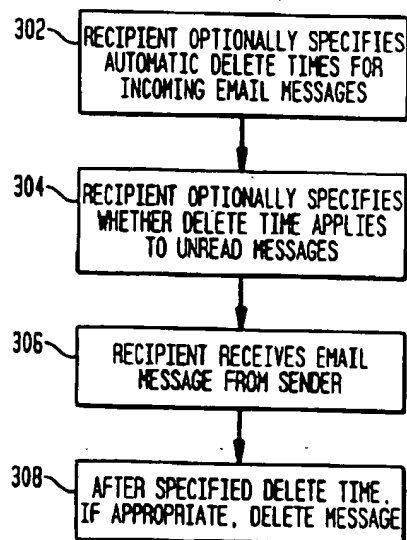 302
RECIPIENT OPTIONALLY SPECIFIES
AUTOMATIC DELETE TIMES FOR
INCOMING EMAIL MESSAGES
304
RECIPIENT OPTIONALLY SPECIFIES
WHETHER DELETE TIME APPLIES
TO UNREAD MESSAGES
306
RECIPIENT RECEIVES EMAIL
MESSAGE FROM SENDER
308
AFTER SPECIFIED DELETE TIME,
IF APPROPRIATE, DELETE MESSAGE